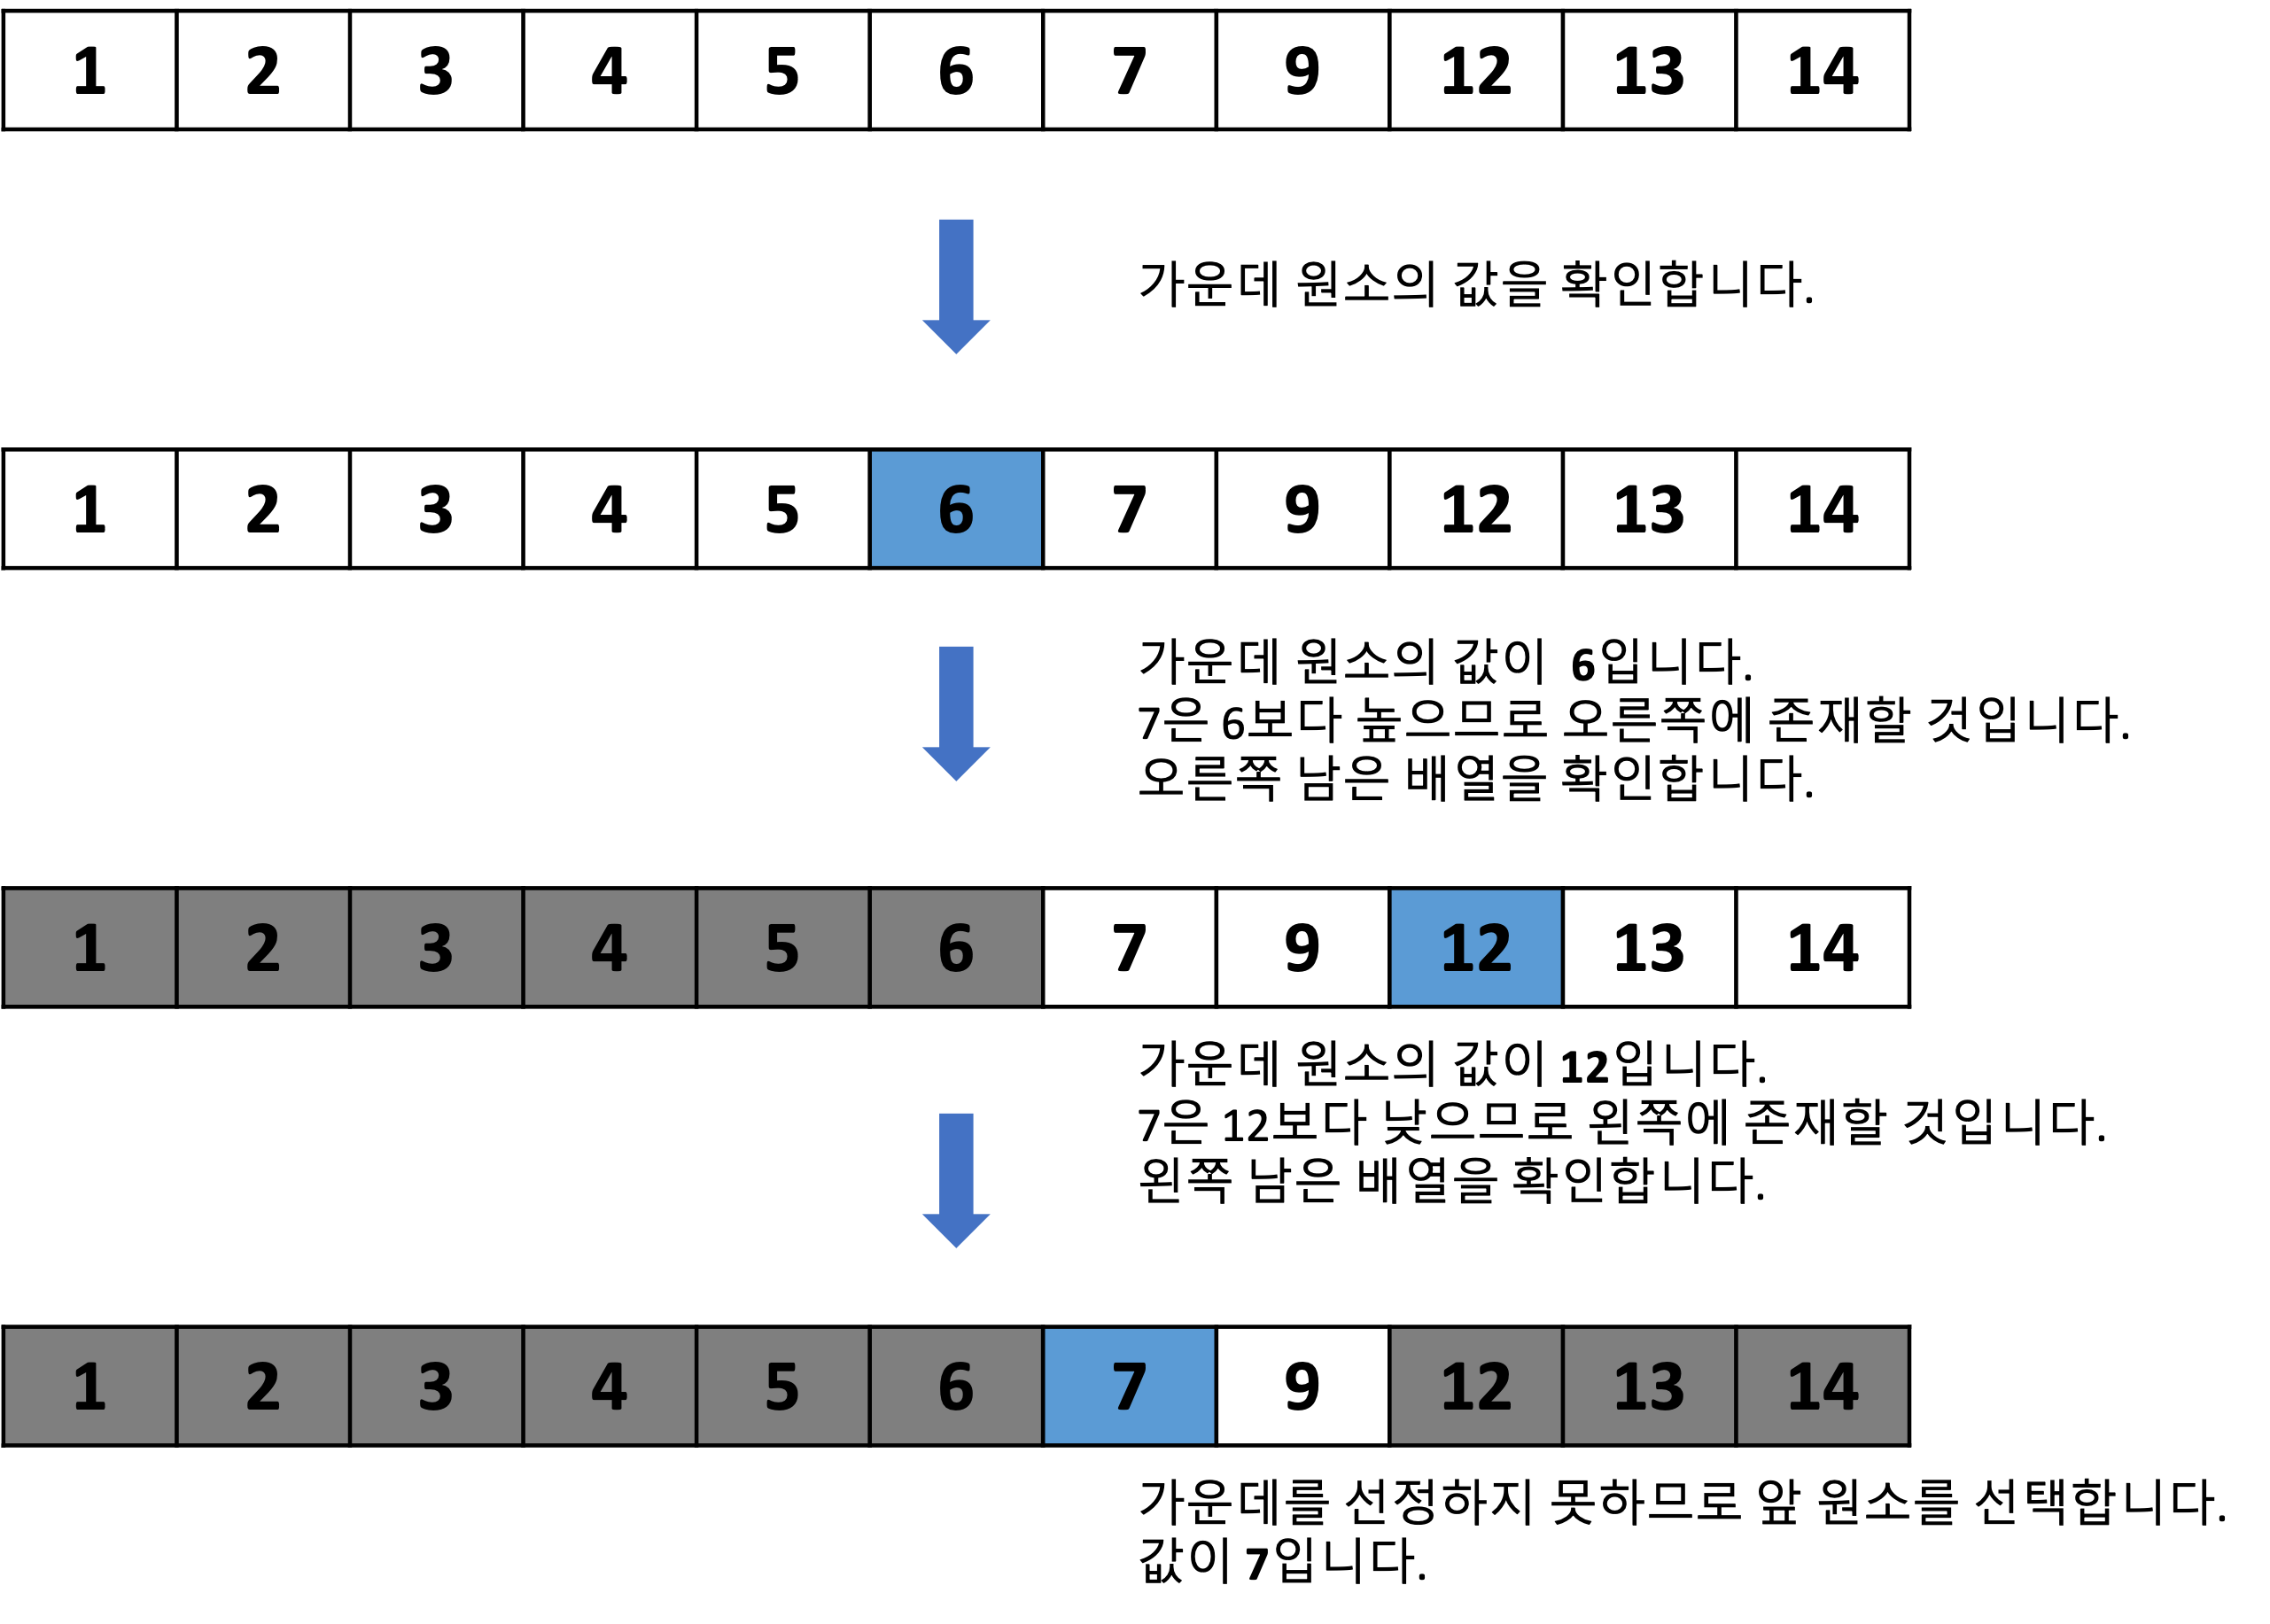 1 2 3 4 5 6 7 9 12 13 14
가운데 원소의 값을 확인합니다.
1 2 3 4 5 6 7 9 12 13 14
가운데 원소의 값이 6입니다.
7은 6보다 높으므로 오른쪽에 존재할 것입니다.
오른쪽 남은 배열을 확인합니다.
1 2 3 4 5 6 7 9 12 13 14
가운데 원소의 값이 12입니다.
7은 12보다 낮으므로 왼쪽에 존재할 것입니다.
왼쪽 남은 배열을 확인합니다.
1 2 3 4 5 6 7 9 12 13 14
가운데를 선정하지 못하므로 앞 원소를 선택합니다.
값이 7입니다.